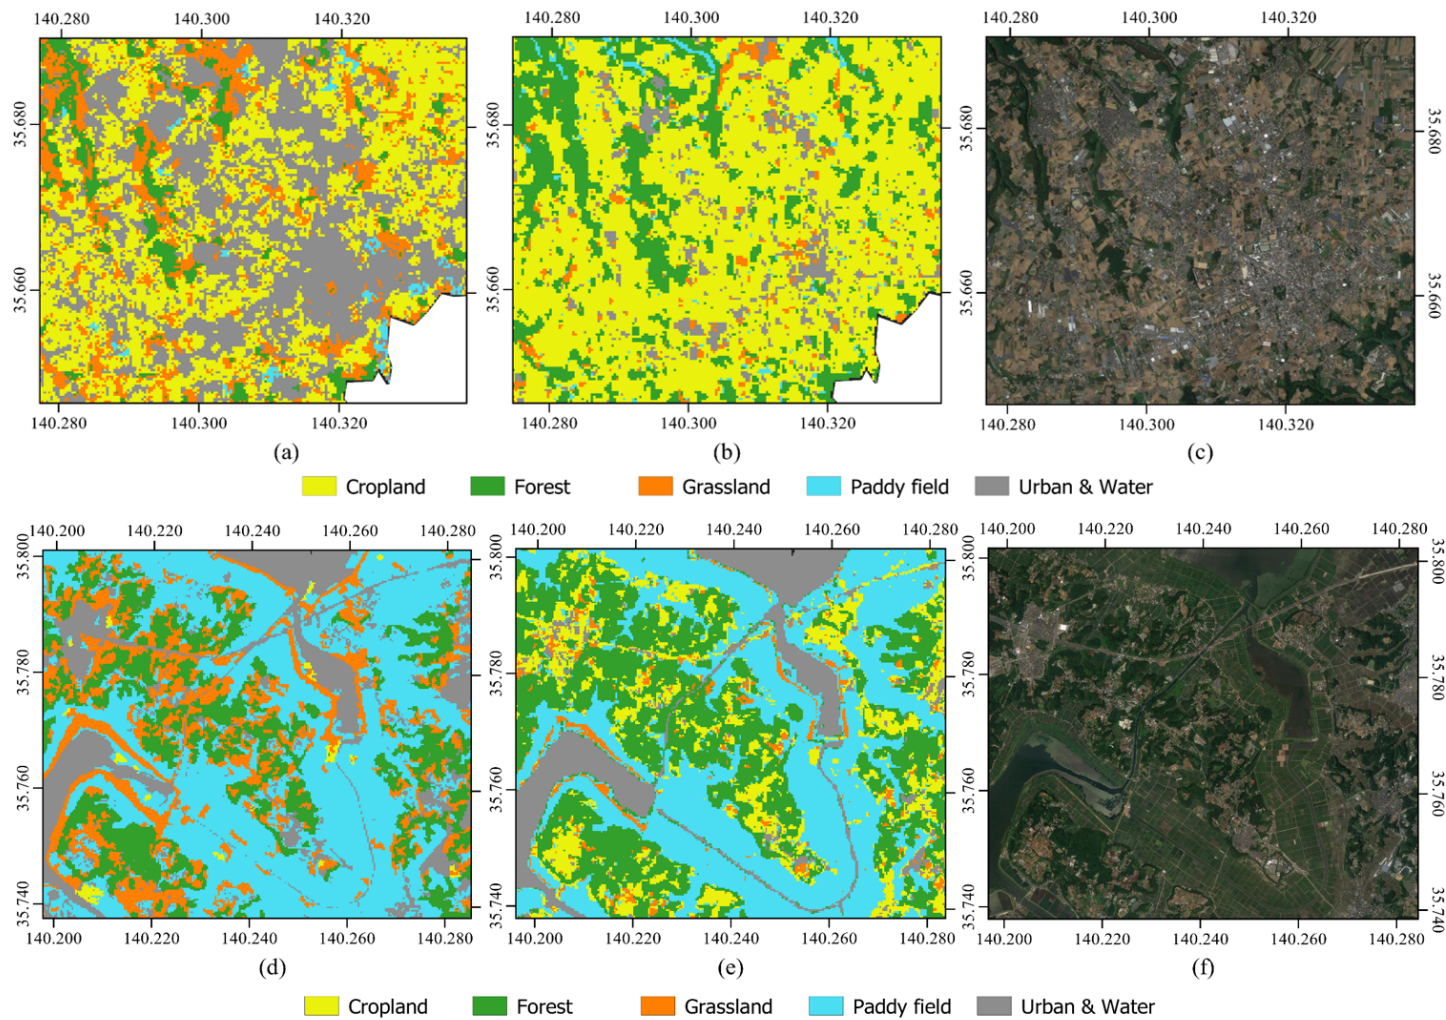 140.280 140.300 140.320 140.280 140.300 140.320 140.280 140.300 140.320
35.680 35.680 35.680
35.660 35.660 35.660
140.280 140.300 140.320 140.280 140.300 140.320 140.280 140.300 140.320
(a) (b) (c)
Cropland Forest Grassland Paddy field Urban & Water
140.200 140.220 140.240 140.260 140.280 140.200 140.220 140.240 140.260 140.280 140.200 140.220 140.240 140.260 140.280
35.800 35.800 35.800
35.780 35.780 35.780
35.760 35.760 35.760
35.740 35.740 35.740
140.200 140.220 140.240 140.260 140.280 140.200 140.220 140.240 140.260 140.280 140.200 140.220 140.240 140.260 140.280
(d) (e) (f)
Cropland Forest Grassland Paddy field Urban & Water